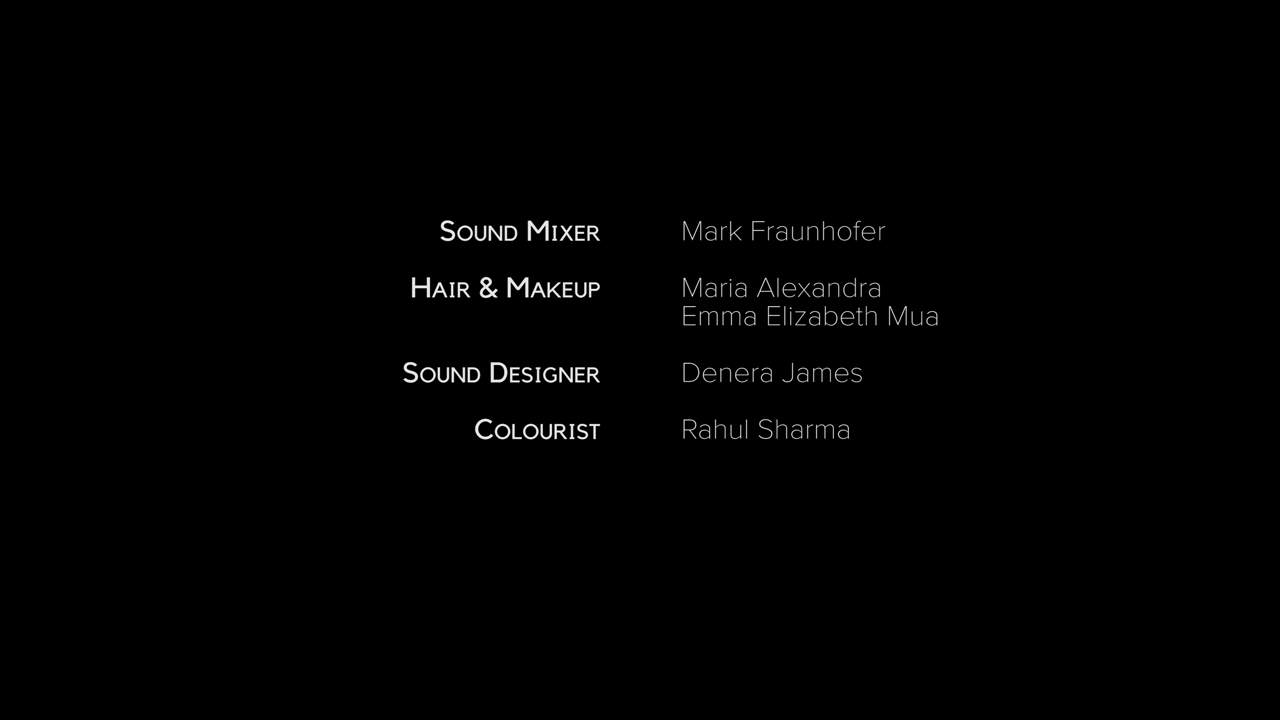 Sound Mixer Mark Fraunhofer
Hair & Makeup Maria Alexandra
Emma Elizabeth Mua
Sound Designer Denera James
Colourist Rahul Sharma